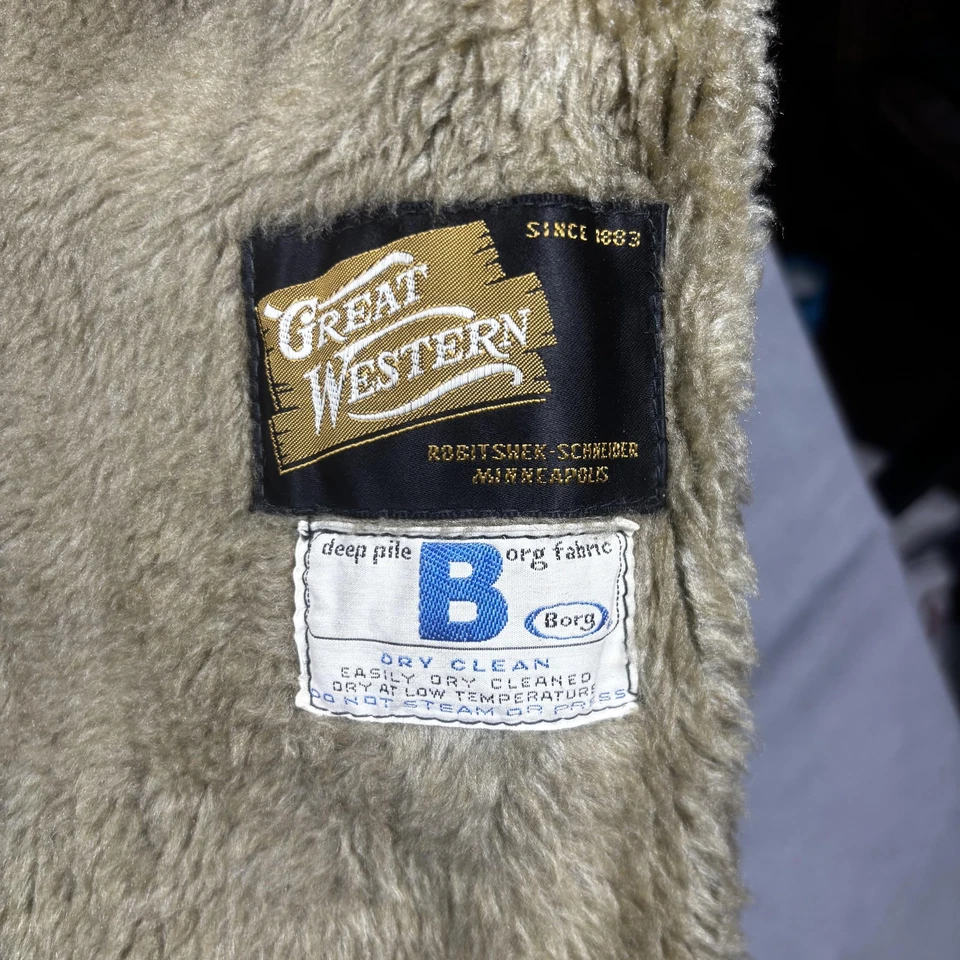 SINCE 1883
GREAT
WESTERN
ROBITSHEK-SCHNEIDER
MINNEAPOLIS
deep pile Borg fabric
Borg
DRY CLEAN
EASILY DRY CLEANED
DRY AT LOW TEMPERATURE
DO NOT STEAM OR PRESS